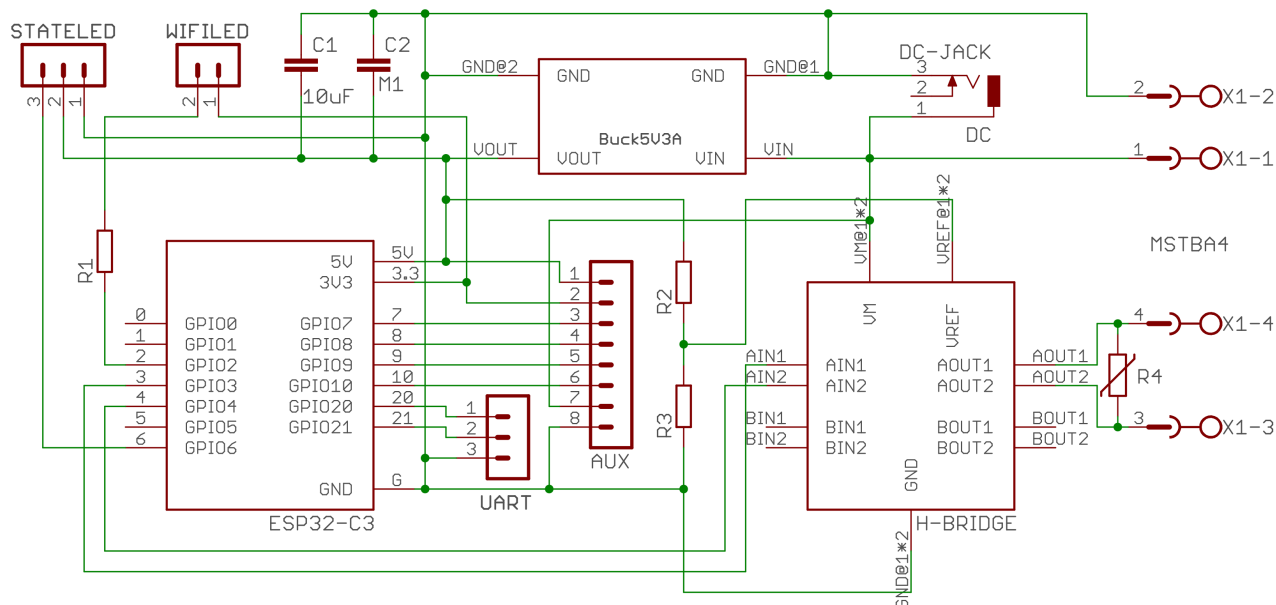 STATELED
WIFILED
3
2
1
2
1
C1
10uF
C2
M1
GND@2
GND
GND
GND@1
VOUT
VOUT
Buck5V3A
VIN
VIN
DC-JACK
3
2
1
DC
2
X1-2
1
X1-1
MSTBA4
R1
ESP32-C3
5V
5V
3V3
3.3
0
GPIO0
1
GPIO1
2
GPIO2
3
GPIO3
4
GPIO4
5
GPIO5
6
GPIO6
GPIO7
7
GPIO8
8
GPIO9
9
GPIO10
10
GPIO20
20
GPIO21
21
GND
G
1
2
3
UART
1
2
3
4
5
6
7
8
AUX
R2
R3
VM@1*2
VREF@1*2
VM
VREF
AIN1
AIN1
AIN2
AIN2
BIN1
BIN1
BIN2
BIN2
AOUT1
AOUT1
AOUT2
AOUT2
BOUT1
BOUT1
BOUT2
BOUT2
GND
GND@1*2
H-BRIDGE
4
X1-4
R4
3
X1-3